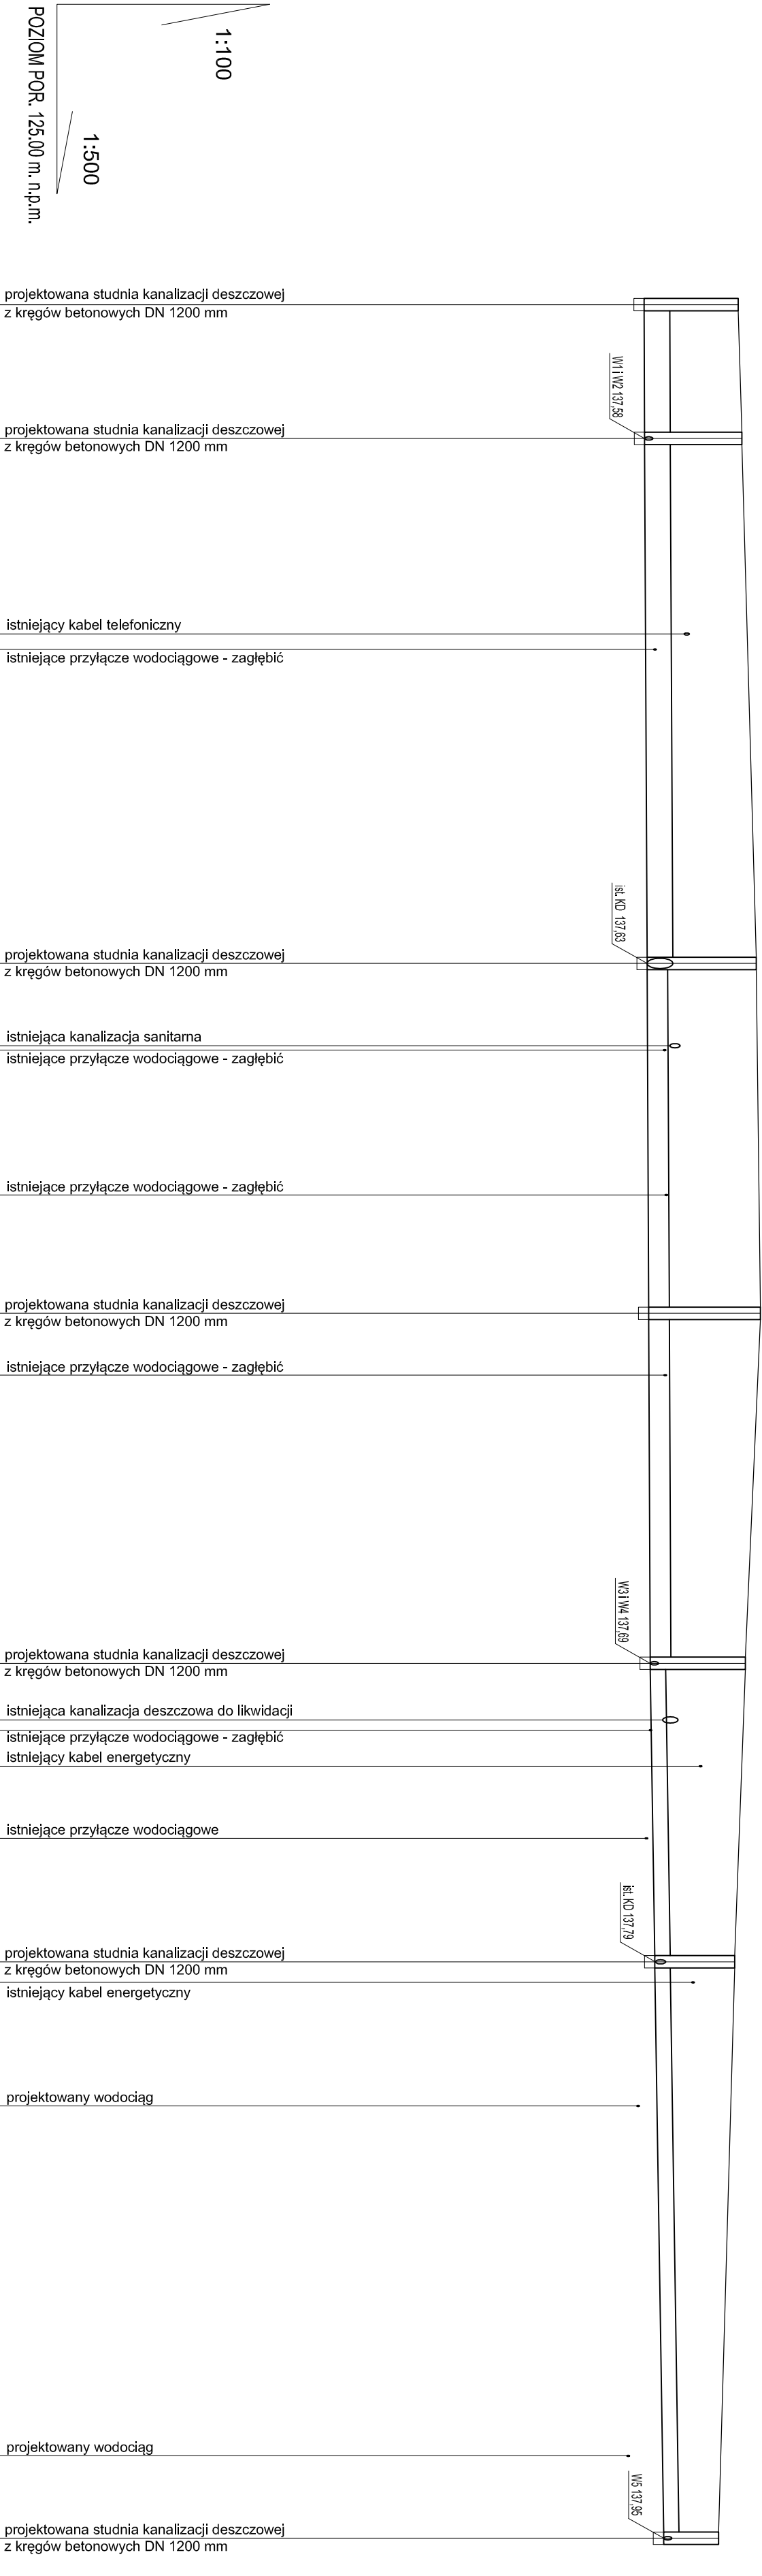 1:100
1:500
POZIOM POR. 125.00 m. n.p.m.
projektowana studnia kanalizacji deszczowej
z kręgów betonowych DN 1200 mm
W1 i W2 137,58
projektowana studnia kanalizacji deszczowej
z kręgów betonowych DN 1200 mm
istniejący kabel telefoniczny
istniejące przyłącze wodociągowe - zagłębić
ist. KD 137,63
projektowana studnia kanalizacji deszczowej
z kręgów betonowych DN 1200 mm
istniejąca kanalizacja sanitarna
istniejące przyłącze wodociągowe - zagłębić
istniejące przyłącze wodociągowe - zagłębić
projektowana studnia kanalizacji deszczowej
z kręgów betonowych DN 1200 mm
istniejące przyłącze wodociągowe - zagłębić
W3 i W4 137,69
projektowana studnia kanalizacji deszczowej
z kręgów betonowych DN 1200 mm
istniejąca kanalizacja deszczowa do likwidacji
istniejące przyłącze wodociągowe - zagłębić
istniejący kabel energetyczny
istniejące przyłącze wodociągowe
ist. KD 137,79
projektowana studnia kanalizacji deszczowej
z kręgów betonowych DN 1200 mm
istniejący kabel energetyczny
projektowany wodociąg
projektowany wodociąg
W5 137,95
projektowana studnia kanalizacji deszczowej
z kręgów betonowych DN 1200 mm